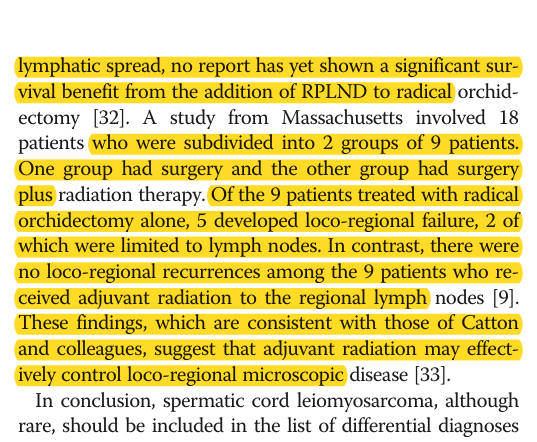 lymphatic spread, no report has yet shown a significant sur-
vival benefit from the addition of RPLND to radical orchid-
ectomy [32]. A study from Massachusetts involved 18
patients who were subdivided into 2 groups of 9 patients.
One group had surgery and the other group had surgery
plus radiation therapy. Of the 9 patients treated with radical
orchidectomy alone, 5 developed loco-regional failure, 2 of
which were limited to lymph nodes. In contrast, there were
no loco-regional recurrences among the 9 patients who re-
ceived adjuvant radiation to the regional lymph nodes [9].
These findings, which are consistent with those of Catton
and colleagues, suggest that adjuvant radiation may effect-
ively control loco-regional microscopic disease [33].
In conclusion, spermatic cord leiomyosarcoma, although
rare, should be included in the list of differential diagnoses